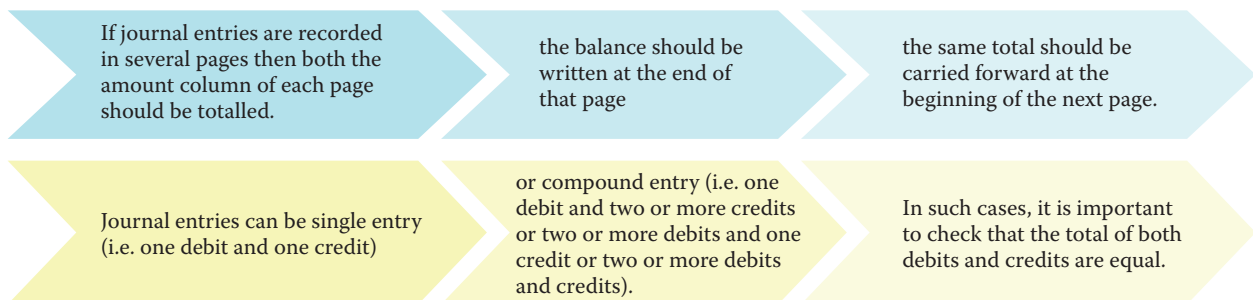 If journal entries are recorded
in several pages then both the
amount column of each page
should be totalled.
the balance should be
written at the end of
that page
the same total should be
carried forward at the
beginning of the next page.
Journal entries can be single entry
(i.e. one debit and one credit)
or compound entry (i.e. one
debit and two or more credits
or two or more debits and one
credit or two or more debits
and credits).
In such cases, it is important
to check that the total of both
debits and credits are equal.